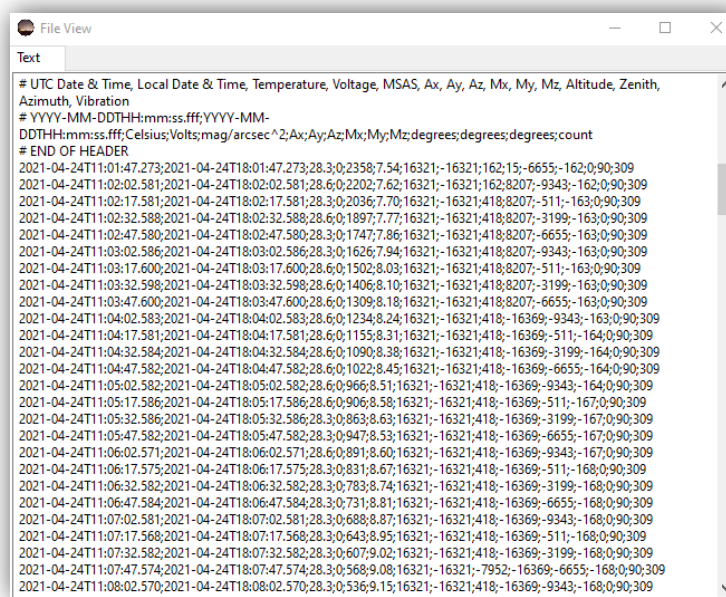 File View
Text
# UTC Date & Time, Local Date & Time, Temperature, Voltage, MSAS, Ax, Ay, Az, Mx, My, Mz, Altitude, Zenith,
Azimuth, Vibration
# YYYY-MM-DDTHH:mm:ss.fff;YYYY-MM-
DDTHH:mm:ss.fff;Celsius;Volts;mag/arcsec^2;Ax;Ay;Az;Mx;My;Mz;degrees;degrees;degrees;count
# END OF HEADER
2021-04-24T11:01:47.273;2021-04-24T18:01:47.273;28.3;0;2358;7.54;16321;-16321;162;15;-6655;-162;0;90;309
2021-04-24T11:02:02.581;2021-04-24T18:02:02.581;28.6;0;2202;7.62;16321;-16321;162;8207;-9343;-162;0;90;309
2021-04-24T11:02:17.581;2021-04-24T18:02:17.581;28.3;0;2036;7.70;16321;-16321;418;8207;-511;-163;0;90;309
2021-04-24T11:02:32.588;2021-04-24T18:02:32.588;28.6;0;1897;7.77;16321;-16321;418;8207;-3199;-163;0;90;309
2021-04-24T11:02:47.580;2021-04-24T18:02:47.580;28.3;0;1747;7.86;16321;-16321;418;8207;-6655;-163;0;90;309
2021-04-24T11:03:02.586;2021-04-24T18:03:02.586;28.3;0;1626;7.94;16321;-16321;418;8207;-9343;-163;0;90;309
2021-04-24T11:03:17.600;2021-04-24T18:03:17.600;28.6;0;1502;8.03;16321;-16321;418;8207;-511;-163;0;90;309
2021-04-24T11:03:32.598;2021-04-24T18:03:32.598;28.6;0;1406;8.10;16321;-16321;418;8207;-3199;-163;0;90;309
2021-04-24T11:03:47.600;2021-04-24T18:03:47.600;28.6;0;1309;8.18;16321;-16321;418;8207;-6655;-163;0;90;309
2021-04-24T11:04:02.583;2021-04-24T18:04:02.583;28.6;0;1234;8.24;16321;-16321;418;-16369;-9343;-163;0;90;309
2021-04-24T11:04:17.581;2021-04-24T18:04:17.581;28.6;0;1155;8.31;16321;-16321;418;-16369;-511;-164;0;90;309
2021-04-24T11:04:32.584;2021-04-24T18:04:32.584;28.6;0;1090;8.38;16321;-16321;418;-16369;-3199;-164;0;90;309
2021-04-24T11:04:47.582;2021-04-24T18:04:47.582;28.6;0;1022;8.45;16321;-16321;418;-16369;-6655;-164;0;90;309
2021-04-24T11:05:02.582;2021-04-24T18:05:02.582;28.6;0;966;8.51;16321;-16321;418;-16369;-9343;-164;0;90;309
2021-04-24T11:05:17.586;2021-04-24T18:05:17.586;28.6;0;906;8.58;16321;-16321;418;-16369;-511;-167;0;90;309
2021-04-24T11:05:32.586;2021-04-24T18:05:32.586;28.3;0;863;8.63;16321;-16321;418;-16369;-3199;-167;0;90;309
2021-04-24T11:05:47.582;2021-04-24T18:05:47.582;28.3;0;947;8.53;16321;-16321;418;-16369;-6655;-167;0;90;309
2021-04-24T11:06:02.571;2021-04-24T18:06:02.571;28.6;0;891;8.60;16321;-16321;418;-16369;-9343;-167;0;90;309
2021-04-24T11:06:17.575;2021-04-24T18:06:17.575;28.3;0;831;8.67;16321;-16321;418;-16369;-511;-168;0;90;309
2021-04-24T11:06:32.582;2021-04-24T18:06:32.582;28.3;0;783;8.74;16321;-16321;418;-16369;-3199;-168;0;90;309
2021-04-24T11:06:47.584;2021-04-24T18:06:47.584;28.3;0;731;8.81;16321;-16321;418;-16369;-6655;-168;0;90;309
2021-04-24T11:07:02.581;2021-04-24T18:07:02.581;28.3;0;688;8.87;16321;-16321;418;-16369;-9343;-168;0;90;309
2021-04-24T11:07:17.568;2021-04-24T18:07:17.568;28.3;0;643;8.95;16321;-16321;418;-16369;-511;-168;0;90;309
2021-04-24T11:07:32.582;2021-04-24T18:07:32.582;28.3;0;607;9.02;16321;-16321;418;-16369;-3199;-168;0;90;309
2021-04-24T11:07:47.574;2021-04-24T18:07:47.574;28.3;0;568;9.08;16321;-16321;-7952;-16369;-6655;-168;0;90;309
2021-04-24T11:08:02.570;2021-04-24T18:08:02.570;28.3;0;536;9.15;16321;-16321;418;-16369;-9343;-168;0;90;309